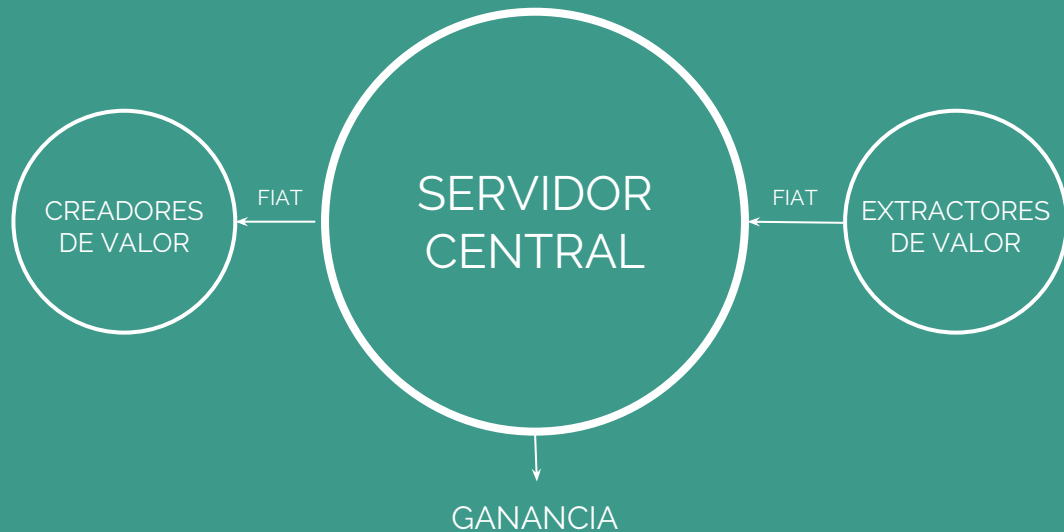 CREADORES
DE VALOR
FIAT
SERVIDOR
CENTRAL
FIAT
EXTRACTORES
DE VALOR
GANANCIA